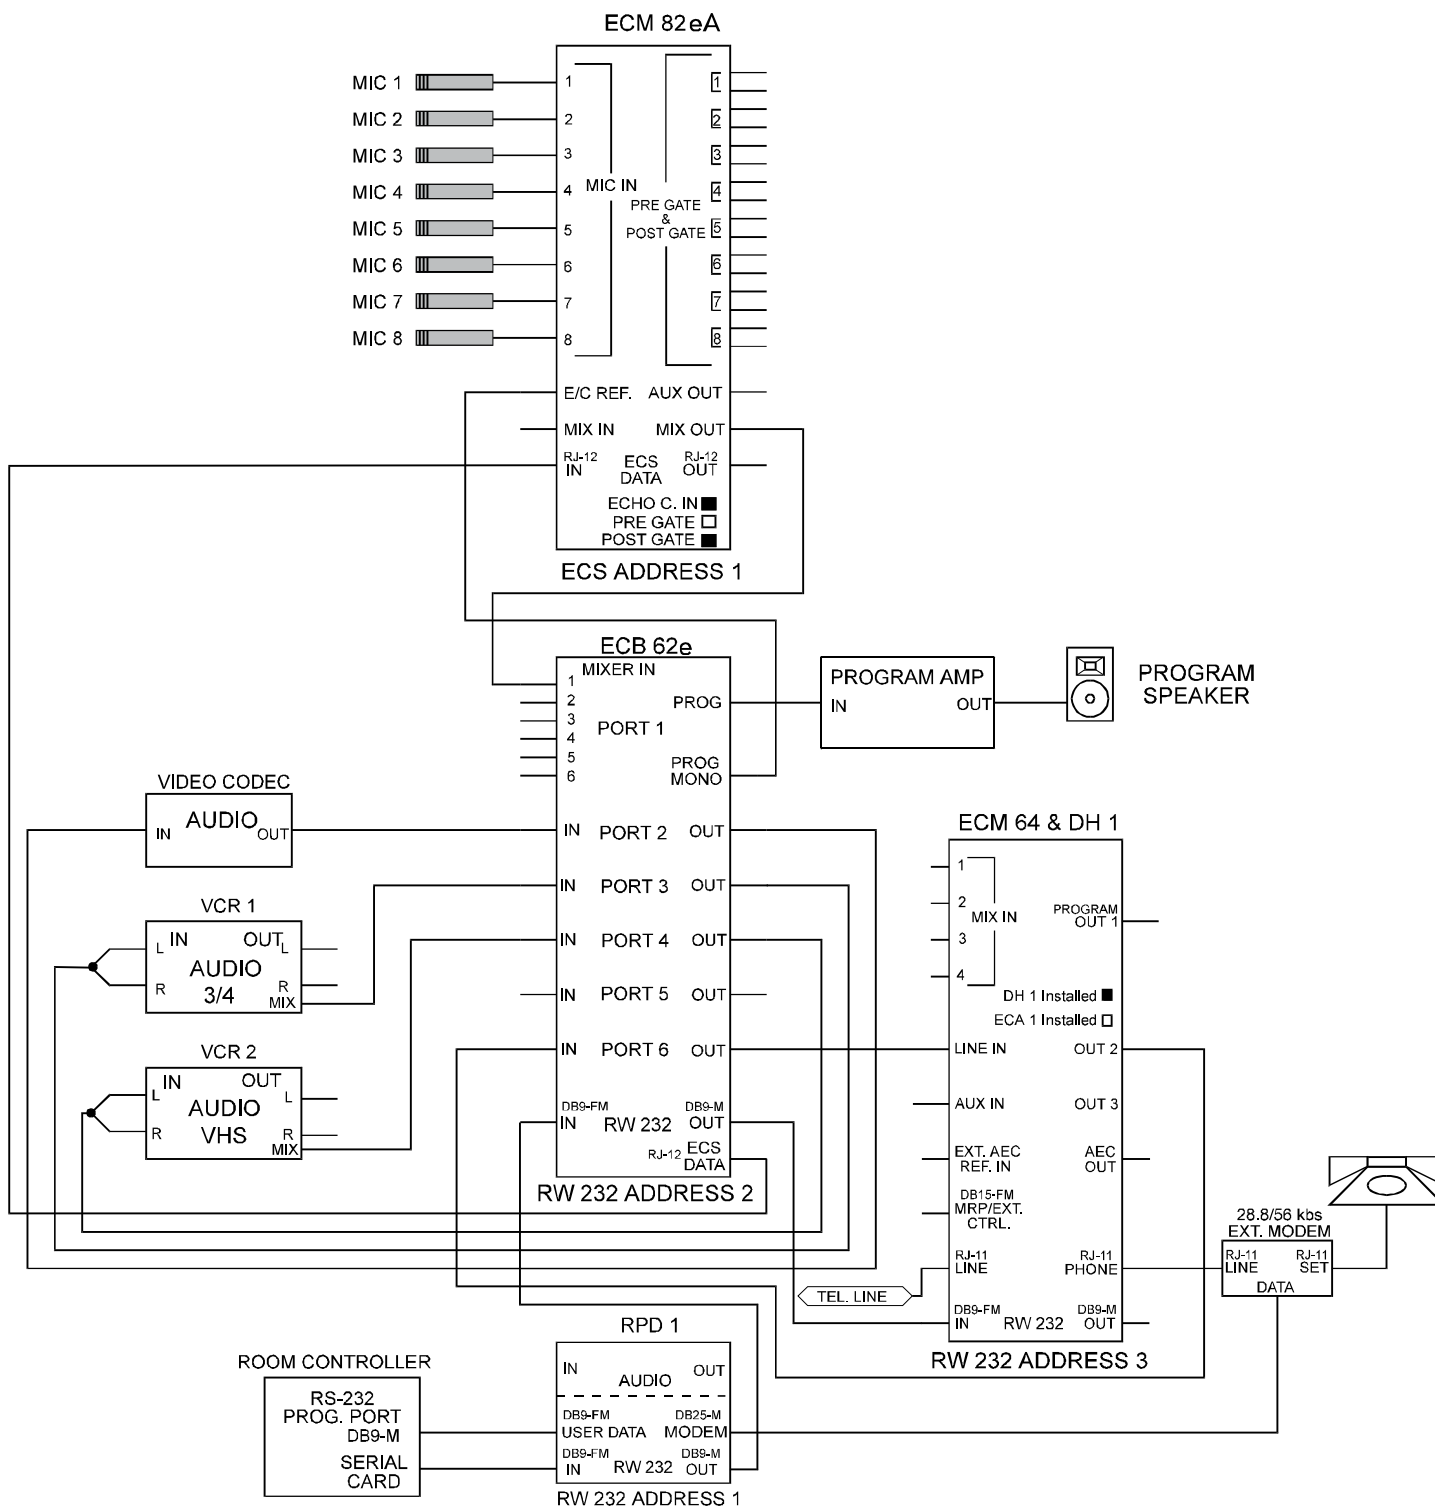 ECM 82eA
MIC 1
MIC 2
MIC 3
MIC 4
MIC 5
MIC 6
MIC 7
MIC 8
1
2
3
4
5
6
7
8
MIC IN
PRE GATE
&
POST GATE
1
2
3
4
5
6
7
8
E/C REF.
AUX OUT
MIX IN
MIX OUT
RJ-12
IN
ECS
DATA
RJ-12
OUT
ECHO C. IN
PRE GATE
POST GATE
ECS ADDRESS 1
ECB 62e
MIXER IN
1
2
3
4
5
6
PORT 1
PROG
PROG
MONO
IN PORT 2 OUT
IN PORT 3 OUT
IN PORT 4 OUT
IN PORT 5 OUT
IN PORT 6 OUT
DB9-FM
IN
RW 232
DB9-M
OUT
RJ-12 ECS
DATA
RW 232 ADDRESS 2
PROGRAM AMP
IN
OUT
PROGRAM
SPEAKER
VIDEO CODEC
AUDIO
IN
OUT
VCR 1
IN
OUT
L
R
L
R
AUDIO
3/4
MIX
VCR 2
IN
OUT
L
R
L
R
AUDIO
VHS
MIX
ECM 64 & DH 1
1
2
3
4
MIX IN
PROGRAM
OUT 1
DH 1 Installed
ECA 1 Installed
LINE IN
OUT 2
AUX IN
OUT 3
EXT. AEC
REF. IN
AEC
OUT
DB15-FM
MRP/EXT.
CTRL.
RJ-11
LINE
RJ-11
PHONE
DB9-FM
IN
RW 232
DB9-M
OUT
RW 232 ADDRESS 3
TEL. LINE
28.8/56 kbs
EXT. MODEM
RJ-11
LINE
RJ-11
SET
DATA
RPD 1
IN
AUDIO
OUT
DB9-FM
USER DATA
DB25-M
MODEM
DB9-FM
IN
RW 232
DB9-M
OUT
RW 232 ADDRESS 1
ROOM CONTROLLER
RS-232
PROG. PORT
DB9-M
SERIAL
CARD